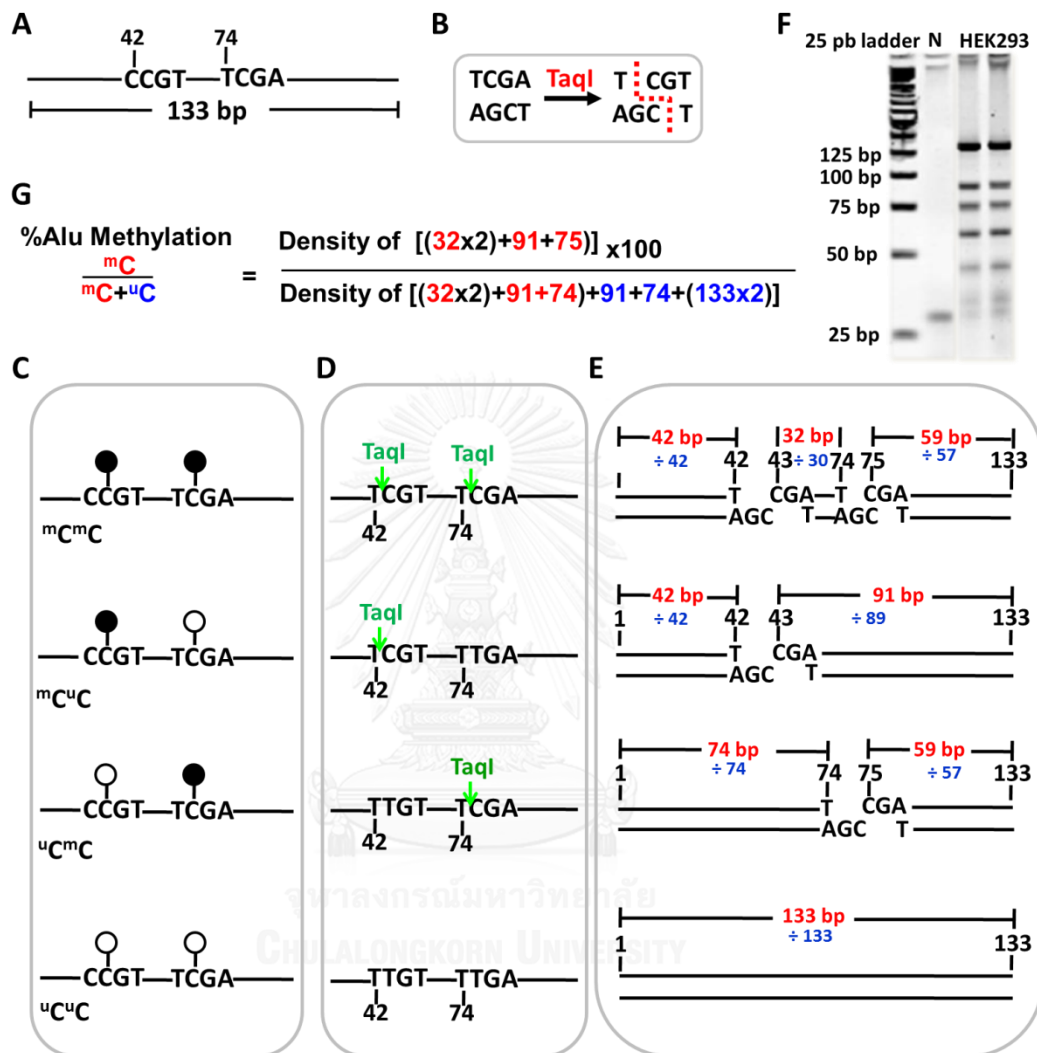 A
42 74
CCGT TCGA
133 bp
B
TCGA TaqI T CGT
AGCT AGC T
F
25 pb ladder N HEK293
125 bp
100 bp
75 bp
50 bp
25 bp
G
%Alu Methylation
mC
mC+uC
=
Density of [(32x2)+91+75)] x100
Density of [(32x2)+91+74)+91+74+(133x2)]
C
CCGT TCGA
mCmC
CCGT TCGA
mCuC
CCGT TCGA
uCmC
CCGT TCGA
uCuC
D
TaqI TaqI
TCGT TCGA
42 74
TaqI
TCGT TTGA
42 74
TaqI
TTGT TCGA
42 74
TTGT TTGA
42 74
E
42 bp 32 bp 59 bp
÷ 42 ÷ 30 ÷ 57
1 42 43 74 75 133
T CGA T CGA
AGC T AGC T
42 bp 91 bp
÷ 42 ÷ 89
1 42 43 133
T CGA
AGC T
74 bp 59 bp
÷ 74 ÷ 57
1 74 75 133
T CGA
AGC T
133 bp
÷ 133
1 133
จุฬาลงกรณ์มหาวิทยาลัย
CHULALONGKORN UNIVERSITY